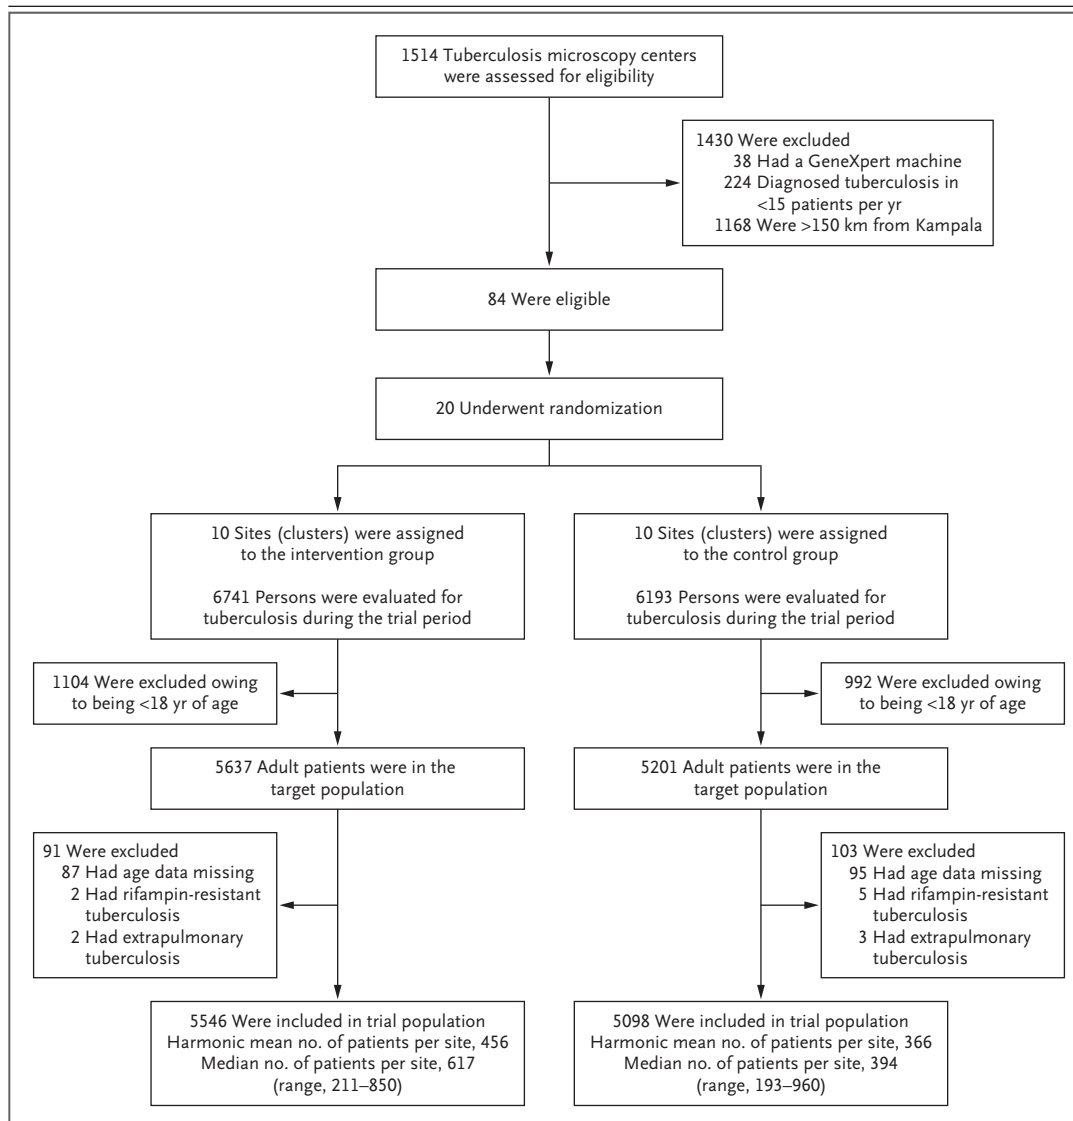 1514 Tuberculosis microscopy centers
were assessed for eligibility
1430 Were excluded
38 Had a GeneXpert machine
224 Diagnosed tuberculosis in
<15 patients per yr
1168 Were >150 km from Kampala
84 Were eligible
20 Underwent randomization
10 Sites (clusters) were assigned
to the intervention group
6741 Persons were evaluated for
tuberculosis during the trial period
10 Sites (clusters) were assigned
to the control group
6193 Persons were evaluated for
tuberculosis during the trial period
1104 Were excluded owing
to being <18 yr of age
992 Were excluded owing
to being <18 yr of age
5637 Adult patients were in the
target population
5201 Adult patients were in the
target population
91 Were excluded
87 Had age data missing
2 Had rifampin-resistant
tuberculosis
2 Had extrapulmonary
tuberculosis
103 Were excluded
95 Had age data missing
5 Had rifampin-resistant
tuberculosis
3 Had extrapulmonary
tuberculosis
5546 Were included in trial population
Harmonic mean no. of patients per site, 456
Median no. of patients per site, 617
(range, 211–850)
5098 Were included in trial population
Harmonic mean no. of patients per site, 366
Median no. of patients per site, 394
(range, 193–960)